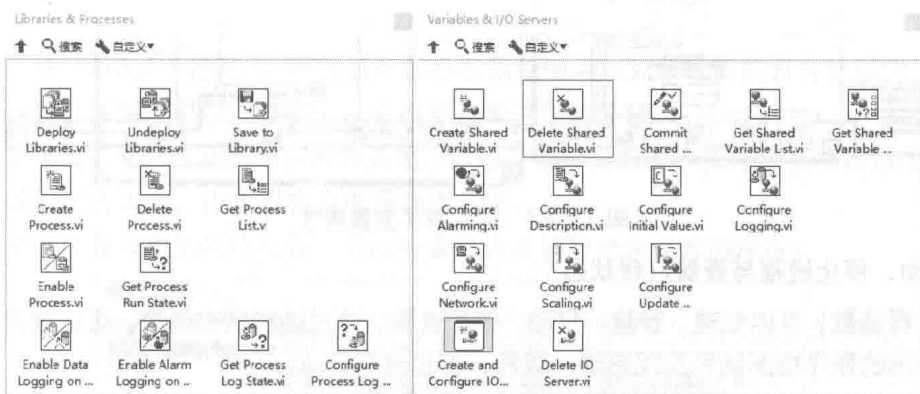 Libraries & Processes
搜索 自定义▾
Deploy Libraries.vi
Undeploy Libraries.vi
Save to Library.vi
Create Process.vi
Delete Process.vi
Get Process List.vi
Enable Process.vi
Get Process Run State.vi
Enable Data Logging on ...
Enable Alarm Logging on ...
Get Process Log State.vi
Configure Process Log ...
Variables & I/O Servers
搜索 自定义▾
Create Shared Variable.vi
Delete Shared Variable.vi
Commit Shared ...
Get Shared Variable List.vi
Get Shared Variable ...
Configure Alarming.vi
Configure Description.vi
Configure Initial Value.vi
Configure Logging.vi
Configure Network.vi
Configure Scaling.vi
Configure Update ...
Create and Configure IO...
Delete IO Server.vi